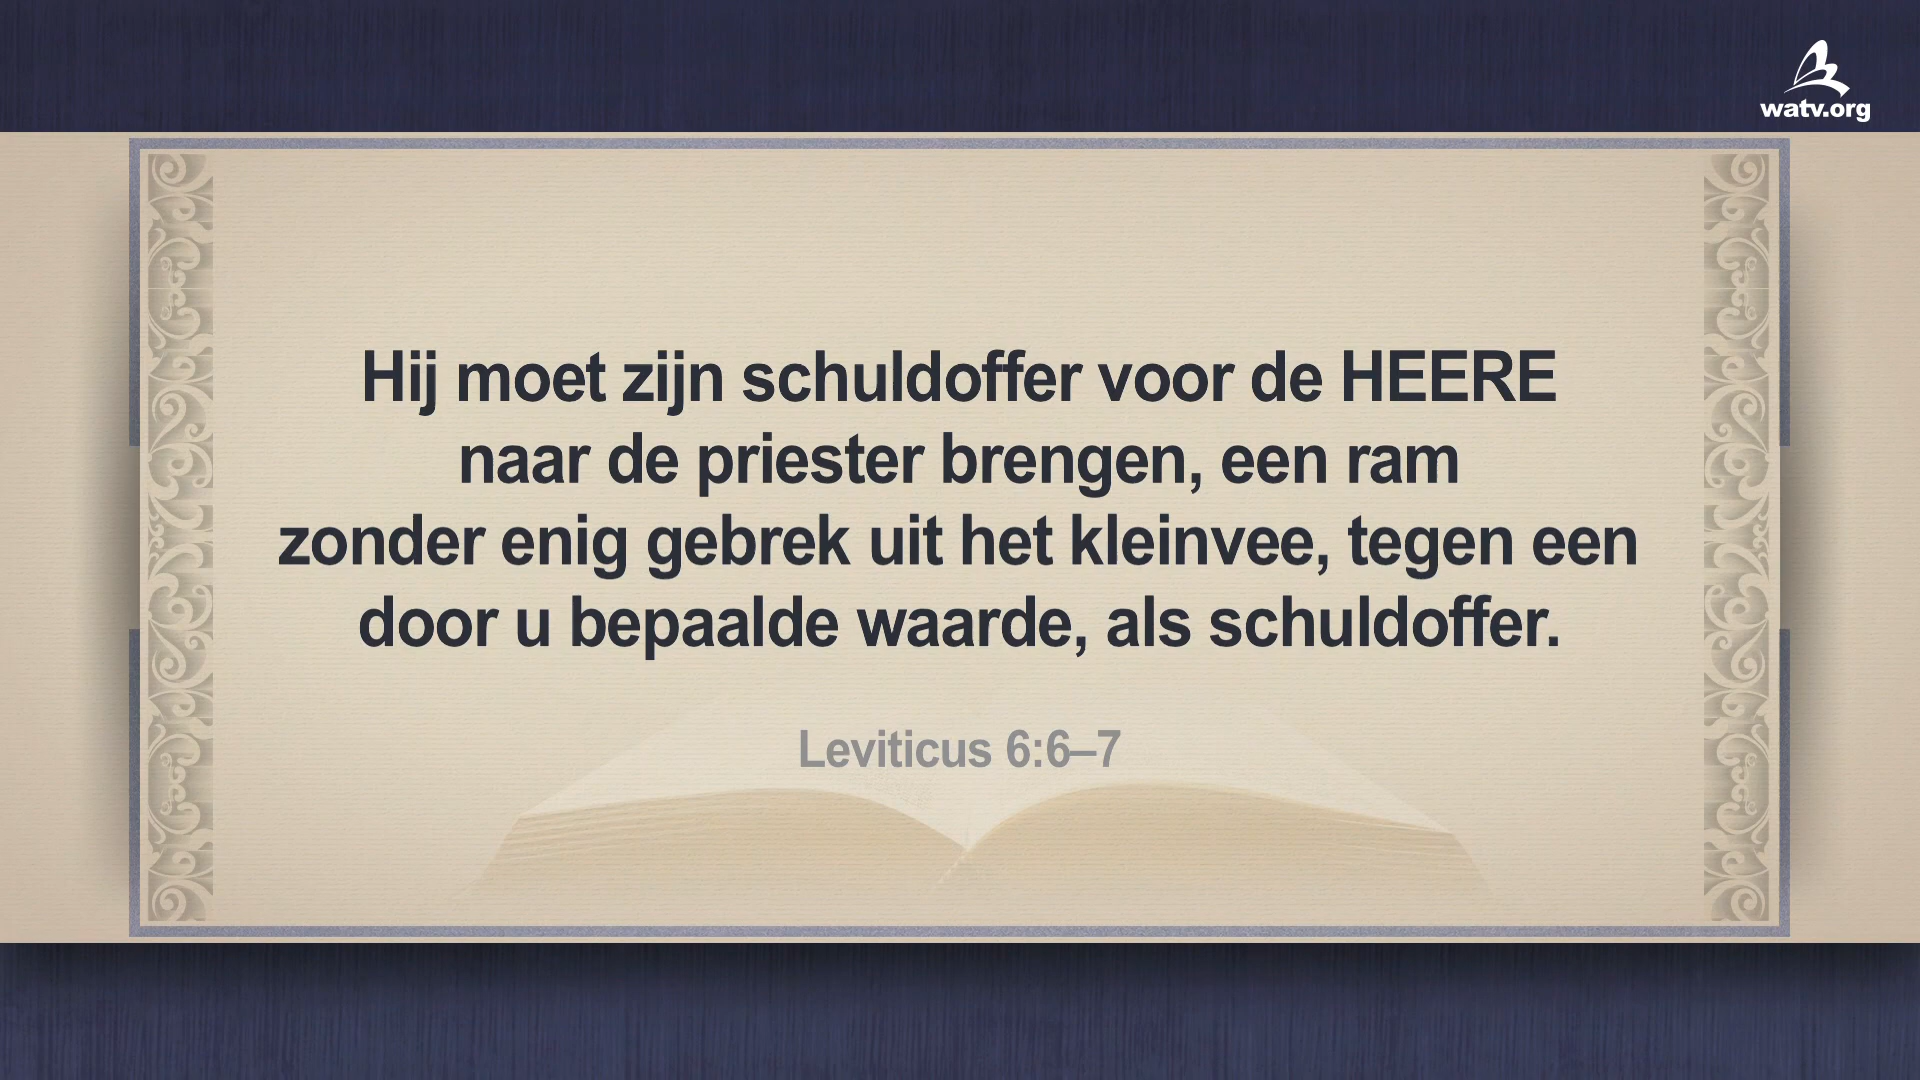 watv.org
Hij moet zijn schuldoffer voor de HEERE
naar de priester brengen, een ram
zonder enig gebrek uit het kleinvee, tegen een
door u bepaalde waarde, als schuldoffer.
Leviticus 6:6–7